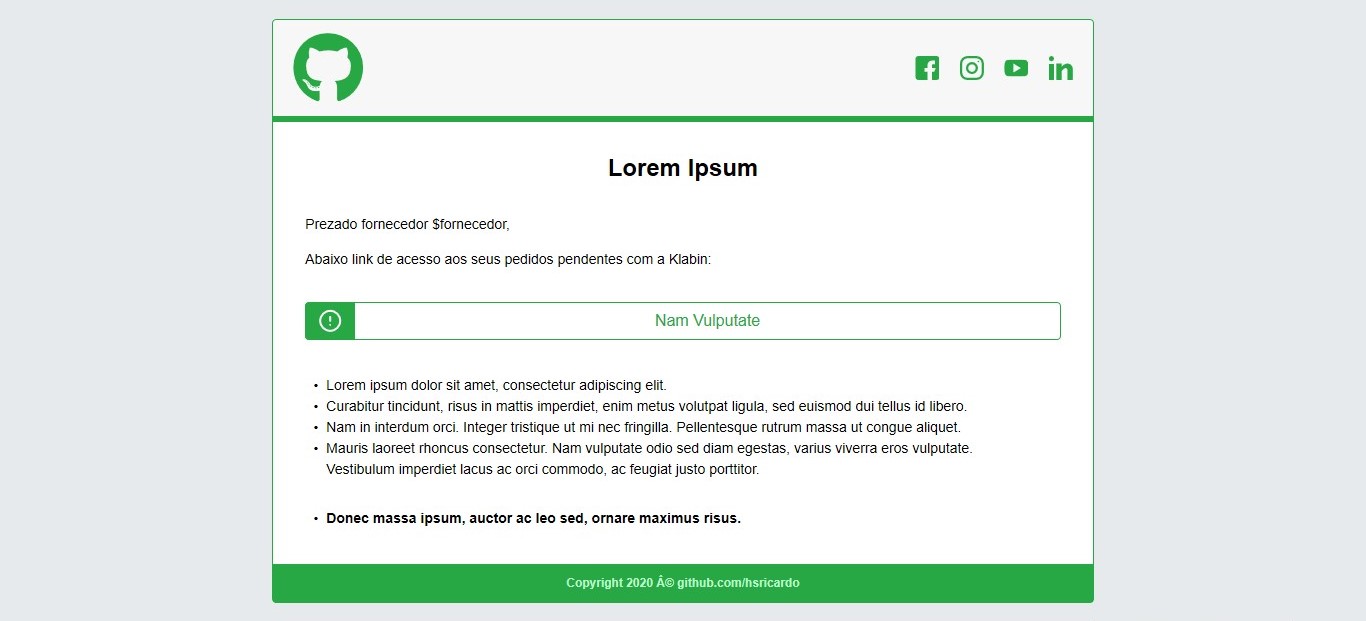 Lorem Ipsum
Prezado fornecedor $fornecedor,
Abaixo link de acesso aos seus pedidos pendentes com a Klabin:
Nam Vulputate
• Lorem ipsum dolor sit amet, consectetur adipiscing elit.
• Curabitur tincidunt, risus in mattis imperdiet, enim metus volutpat ligula, sed euismod dui tellus id libero.
• Nam in interdum orci. Integer tristique ut mi nec fringilla. Pellentesque rutrum massa ut congue aliquet.
• Mauris laoreet rhoncus consectetur. Nam vulputate odio sed diam egestas, varius viverra eros vulputate.
Vestibulum imperdiet lacus ac orci commodo, ac feugiat justo porttitor.
• Donec massa ipsum, auctor ac leo sed, ornare maximus risus.
Copyright 2020 Â© github.com/hsricardo